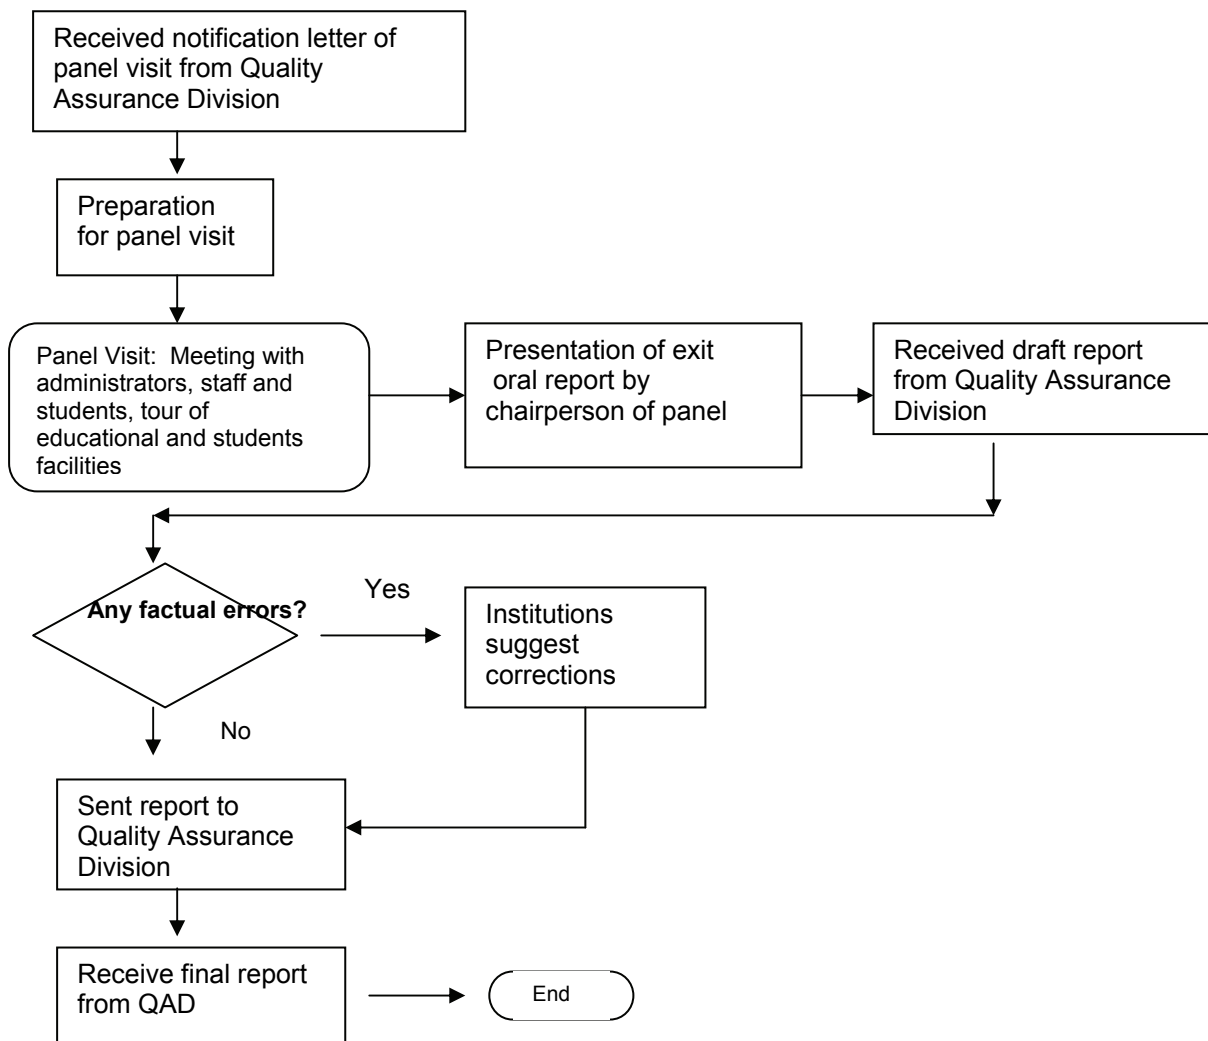 Received notification letter of
panel visit from Quality
Assurance Division
Preparation
for panel visit
Panel Visit:  Meeting with
administrators, staff and
students, tour of
educational and students
facilities
Presentation of exit
oral report by
chairperson of panel
Received draft report
from Quality Assurance
Division
Any factual errors?
Yes
Institutions
suggest
corrections
No
Sent report to
Quality Assurance
Division
Receive final report
from QAD
End